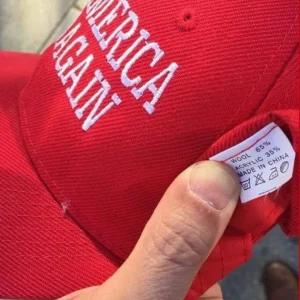 AMERICA
AGAIN
WOOL 65%
ACRYLIC 35%
MADE IN CHINA